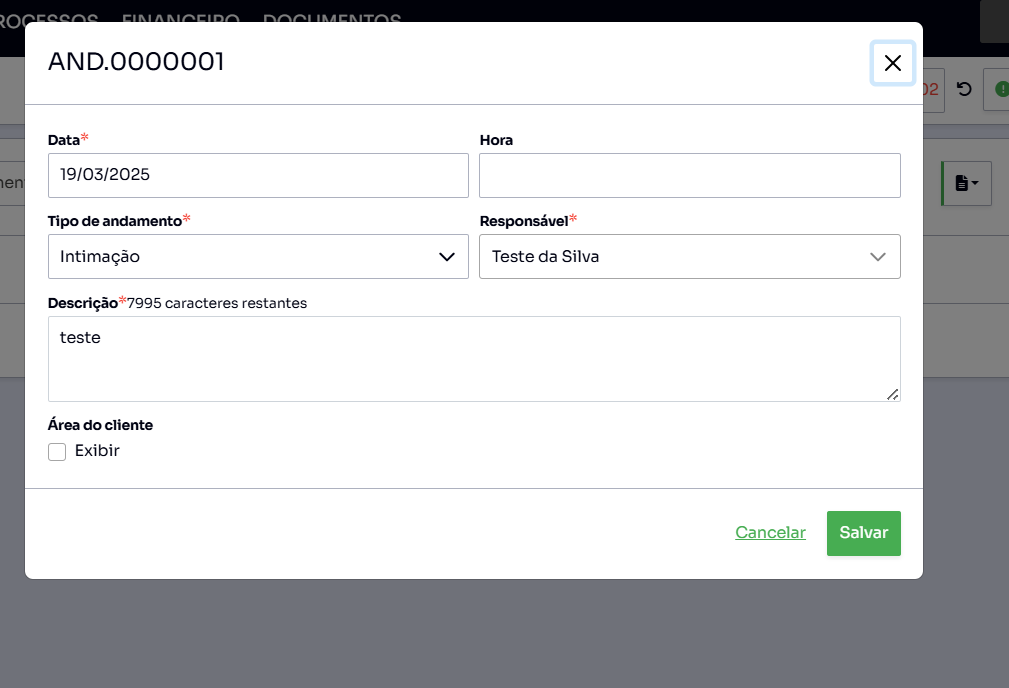 FINANCEIRO DOCUMENTOS
AND.0000001
Data*
Hora
19/03/2025
Tipo de andamento*
Responsável*
Intimação
Teste da Silva
Descrição*7995 caracteres restantes
teste
Área do cliente
Exibir
Cancelar
Salvar